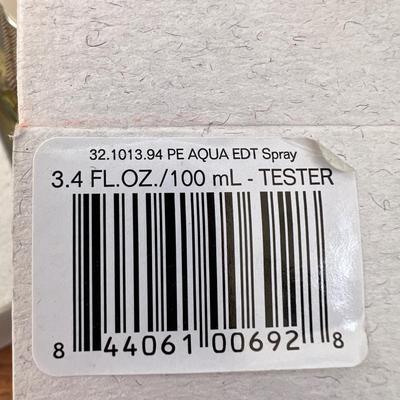 32.1013.94 PE AQUA EDT Spray
3.4 FL.OZ./100 mL - TESTER
8 44061 00692 8